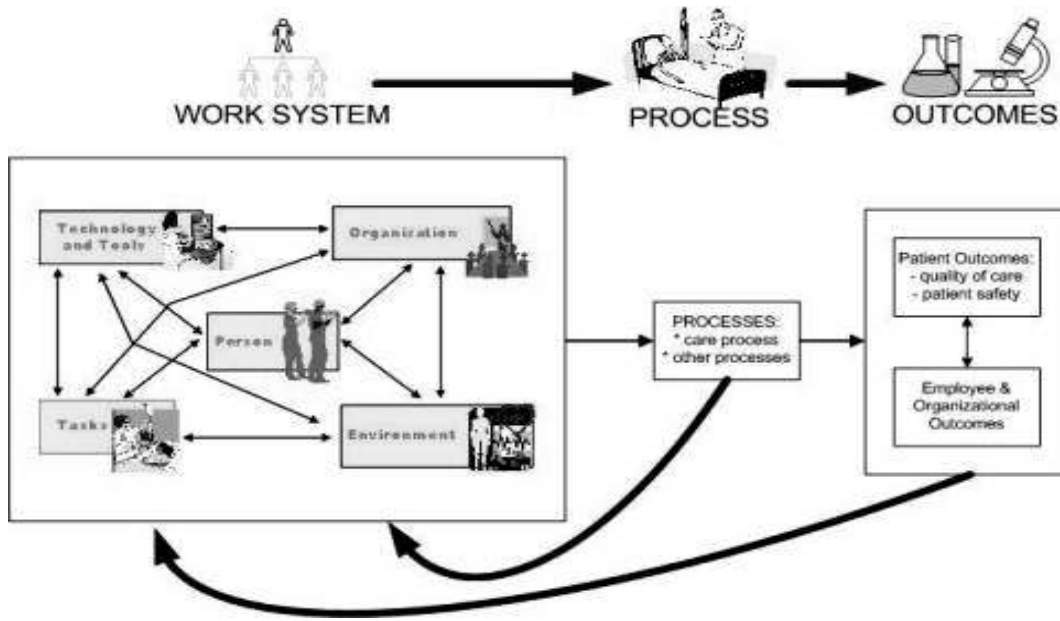 WORK SYSTEM
PROCESS
OUTCOMES
Technology
and Tools
Organization
Person
Tasks
Environment
PROCESSES:
* care process
* other processes
Patient Outcomes:
- quality of care
- patient safety
Employee &
Organizational
Outcomes